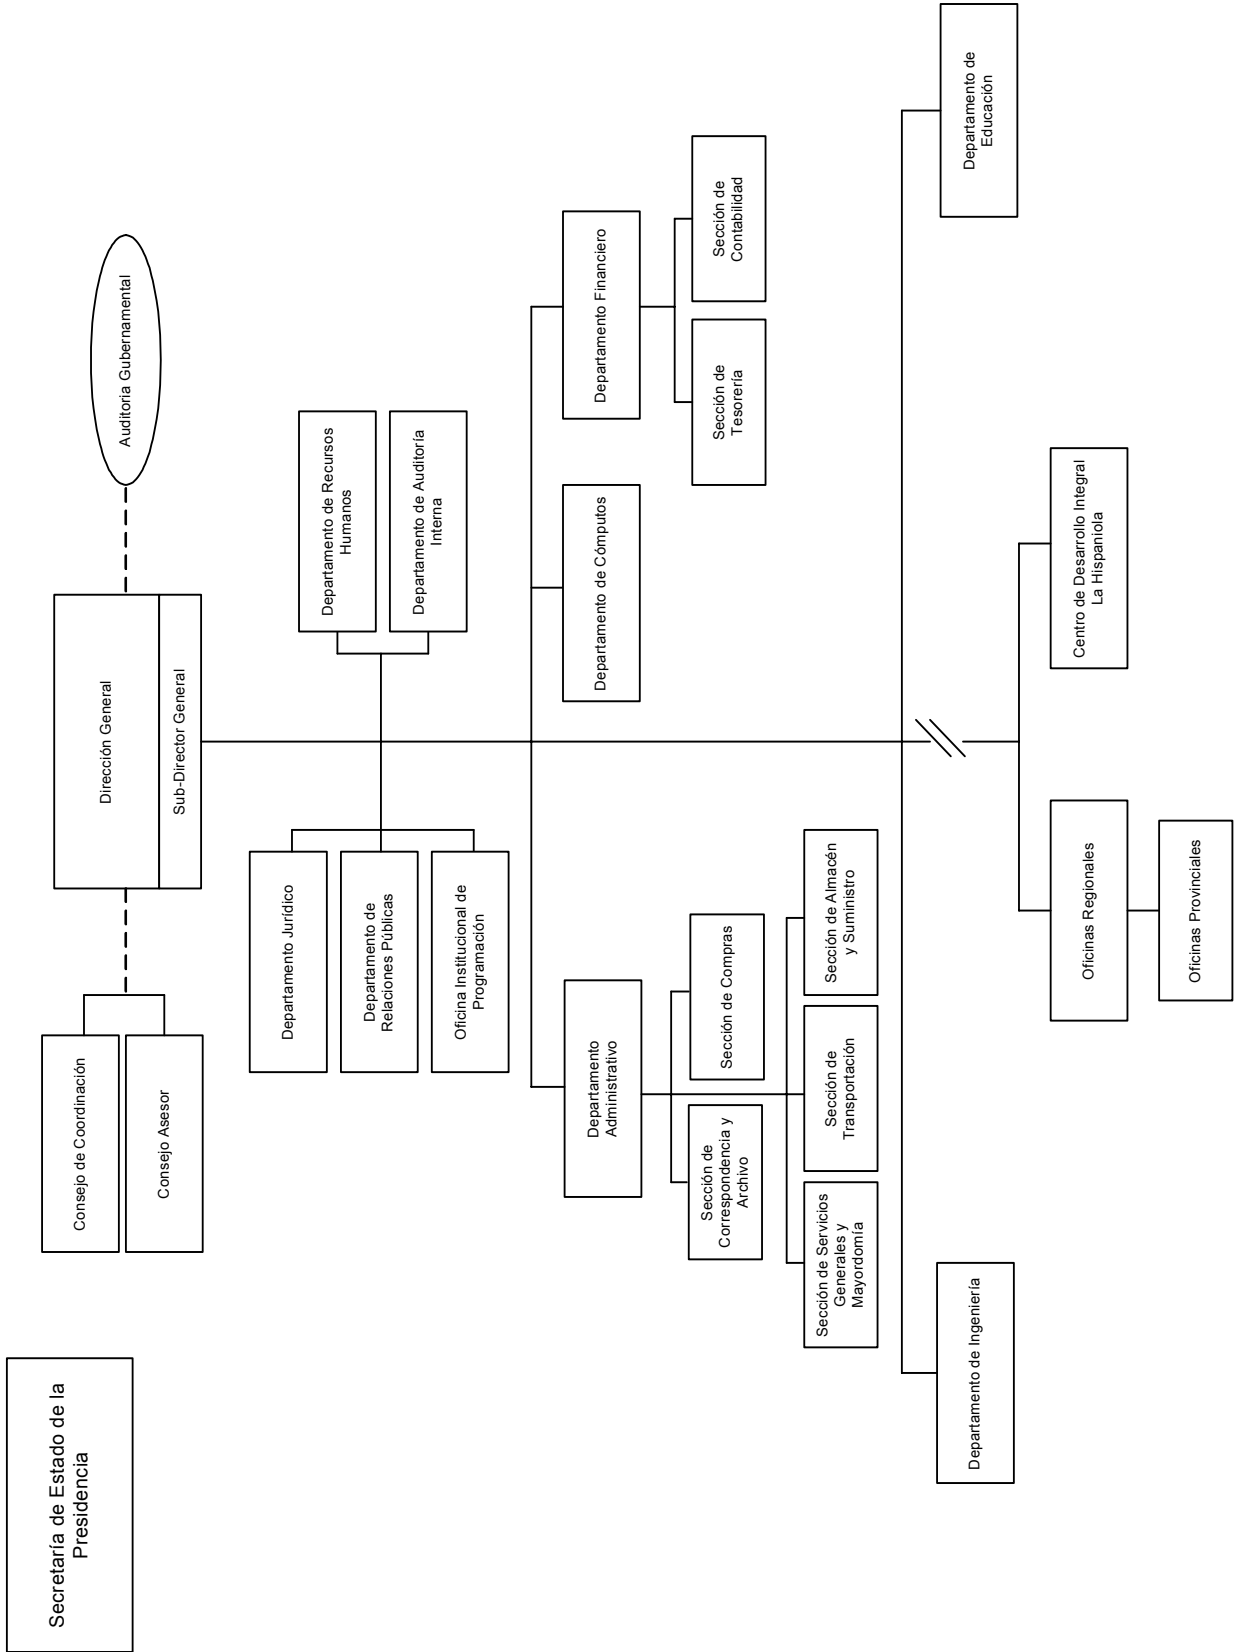 Secretaría de Estado de la
Presidencia
Consejo de Coordinación
Consejo Asesor
Dirección General
Sub-Director General
Auditoria Gubernamental
Departamento Jurídico
Departamento de
Relaciones Públicas
Oficina Institucional de
Programación
Departamento de Recursos
Humanos
Departamento de Auditoría
Interna
Departamento
Administrativo
Departamento de Cómputos
Departamento Financiero
Sección de
Correspondencia y
Archivo
Sección de Compras
Sección de
Tesorería
Sección de
Contabilidad
Sección de Servicios
Generales y
Mayordomía
Sección de
Transportación
Sección de Almacén
y Suministro
Departamento de Ingeniería
Departamento de
Educación
Oficinas Regionales
Centro de Desarrollo Integral
La Hispaniola
Oficinas Provinciales